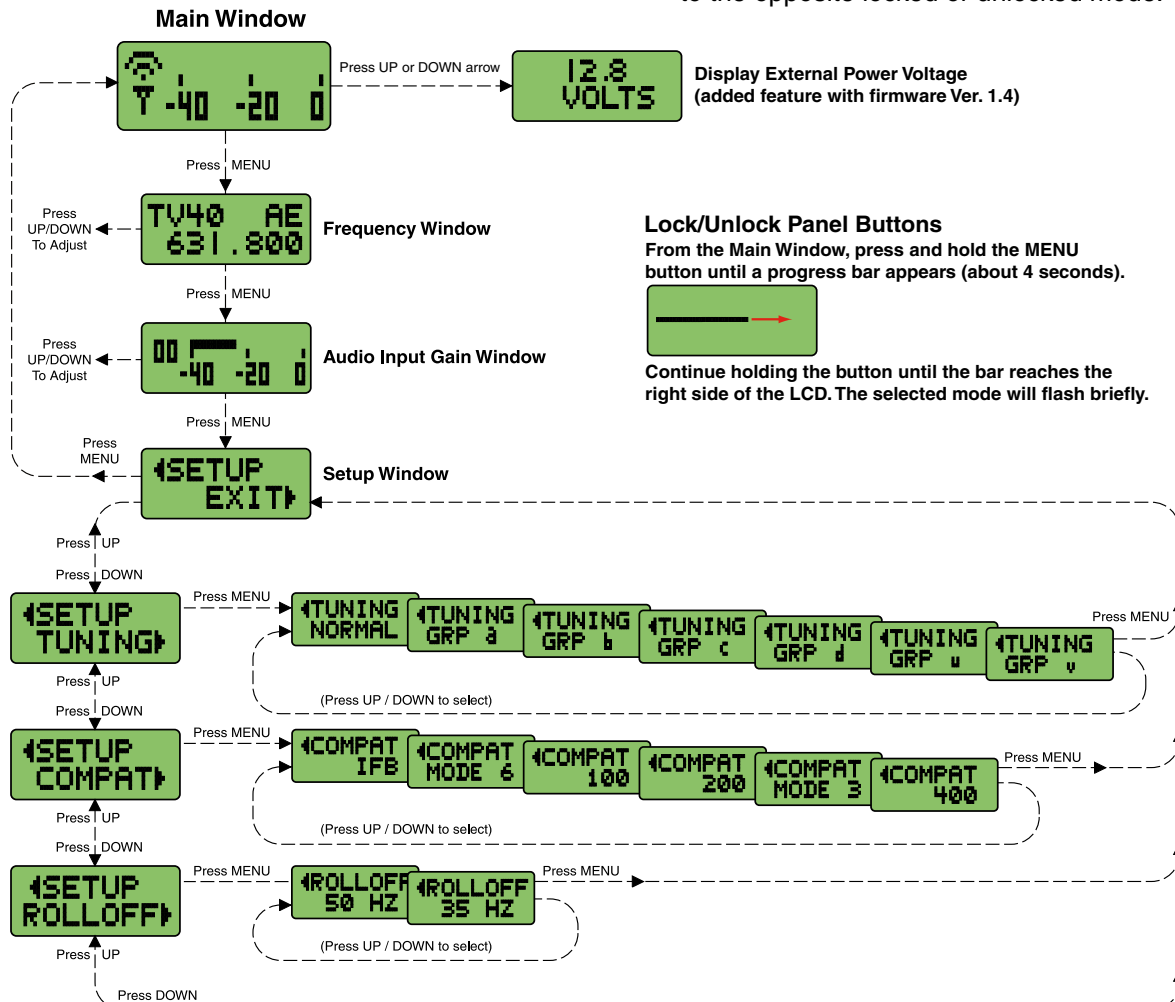 to the opposite locked or unlocked mode.
Main Window
-40 -20 0
Press UP or DOWN arrow
12.8
VOLTS
Display External Power Voltage
(added feature with firmware Ver. 1.4)
Press MENU
Press
UP/DOWN
To Adjust
TV40 AE
631.800
Frequency Window
Lock/Unlock Panel Buttons
From the Main Window, press and hold the MENU
button until a progress bar appears (about 4 seconds).
Continue holding the button until the bar reaches the
right side of the LCD. The selected mode will flash briefly.
Press MENU
Press
UP/DOWN
To Adjust
00
-40 -20 0
Audio Input Gain Window
Press MENU
Press
MENU
SETUP
EXIT
Setup Window
Press UP
Press DOWN
SETUP
TUNING
Press MENU
TUNING
NORMAL
TUNING
GRP a
TUNING
GRP b
TUNING
GRP c
TUNING
GRP d
TUNING
GRP u
TUNING
GRP v
Press MENU
(Press UP / DOWN to select)
Press UP
Press DOWN
SETUP
COMPAT
Press MENU
COMPAT
IFB
COMPAT
MODE 6
COMPAT
100
COMPAT
200
COMPAT
MODE 3
COMPAT
400
Press MENU
(Press UP / DOWN to select)
Press UP
Press DOWN
SETUP
ROLLOFF
Press MENU
ROLLOFF
50 HZ
ROLLOFF
35 HZ
Press MENU
(Press UP / DOWN to select)
Press UP
Press DOWN